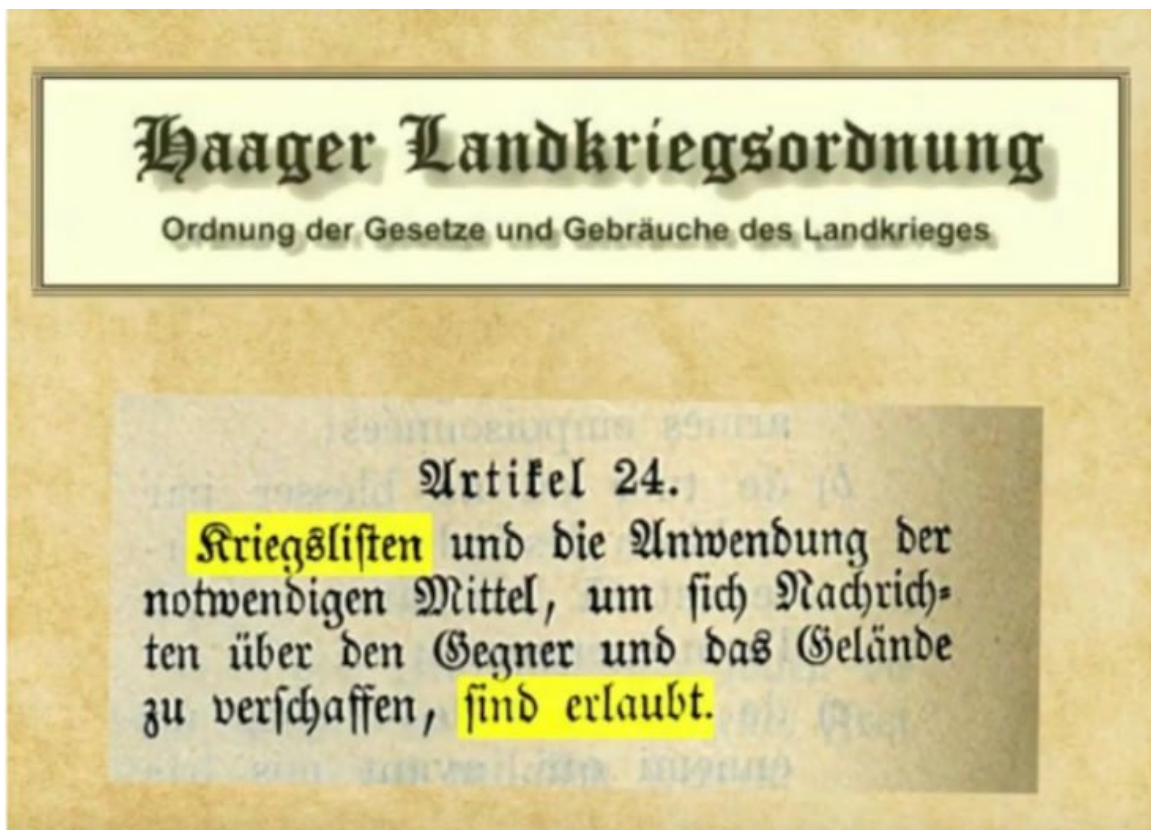 Haager Landkriegsordnung
Ordnung der Gesetze und Gebräuche des Landkrieges
Artikel 24.
Kriegsliſten und die Anwendung der
notwendigen Mittel, um ſich Nachrich⸗
ten über den Gegner und das Gelände
zu verſchaffen, ſind erlaubt.